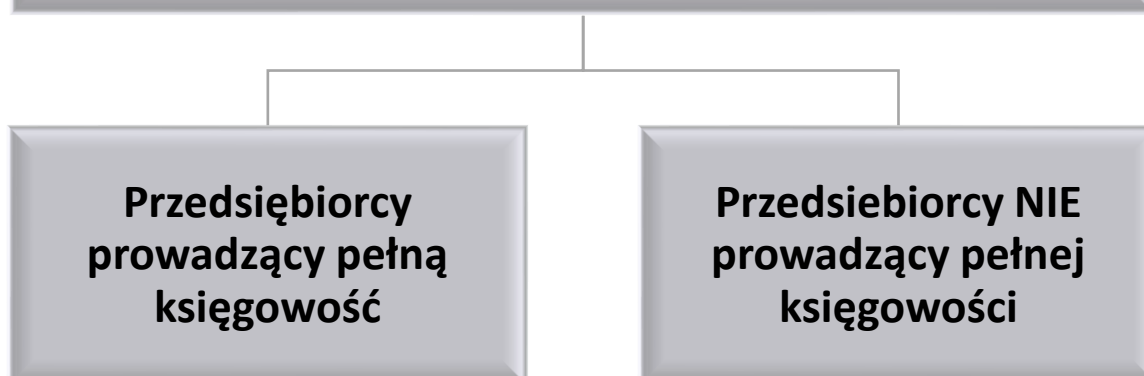 Przedsiębiorcy
prowadzący pełną
księgowość
Przedsiebiorcy NIE
prowadzący pełnej
księgowości